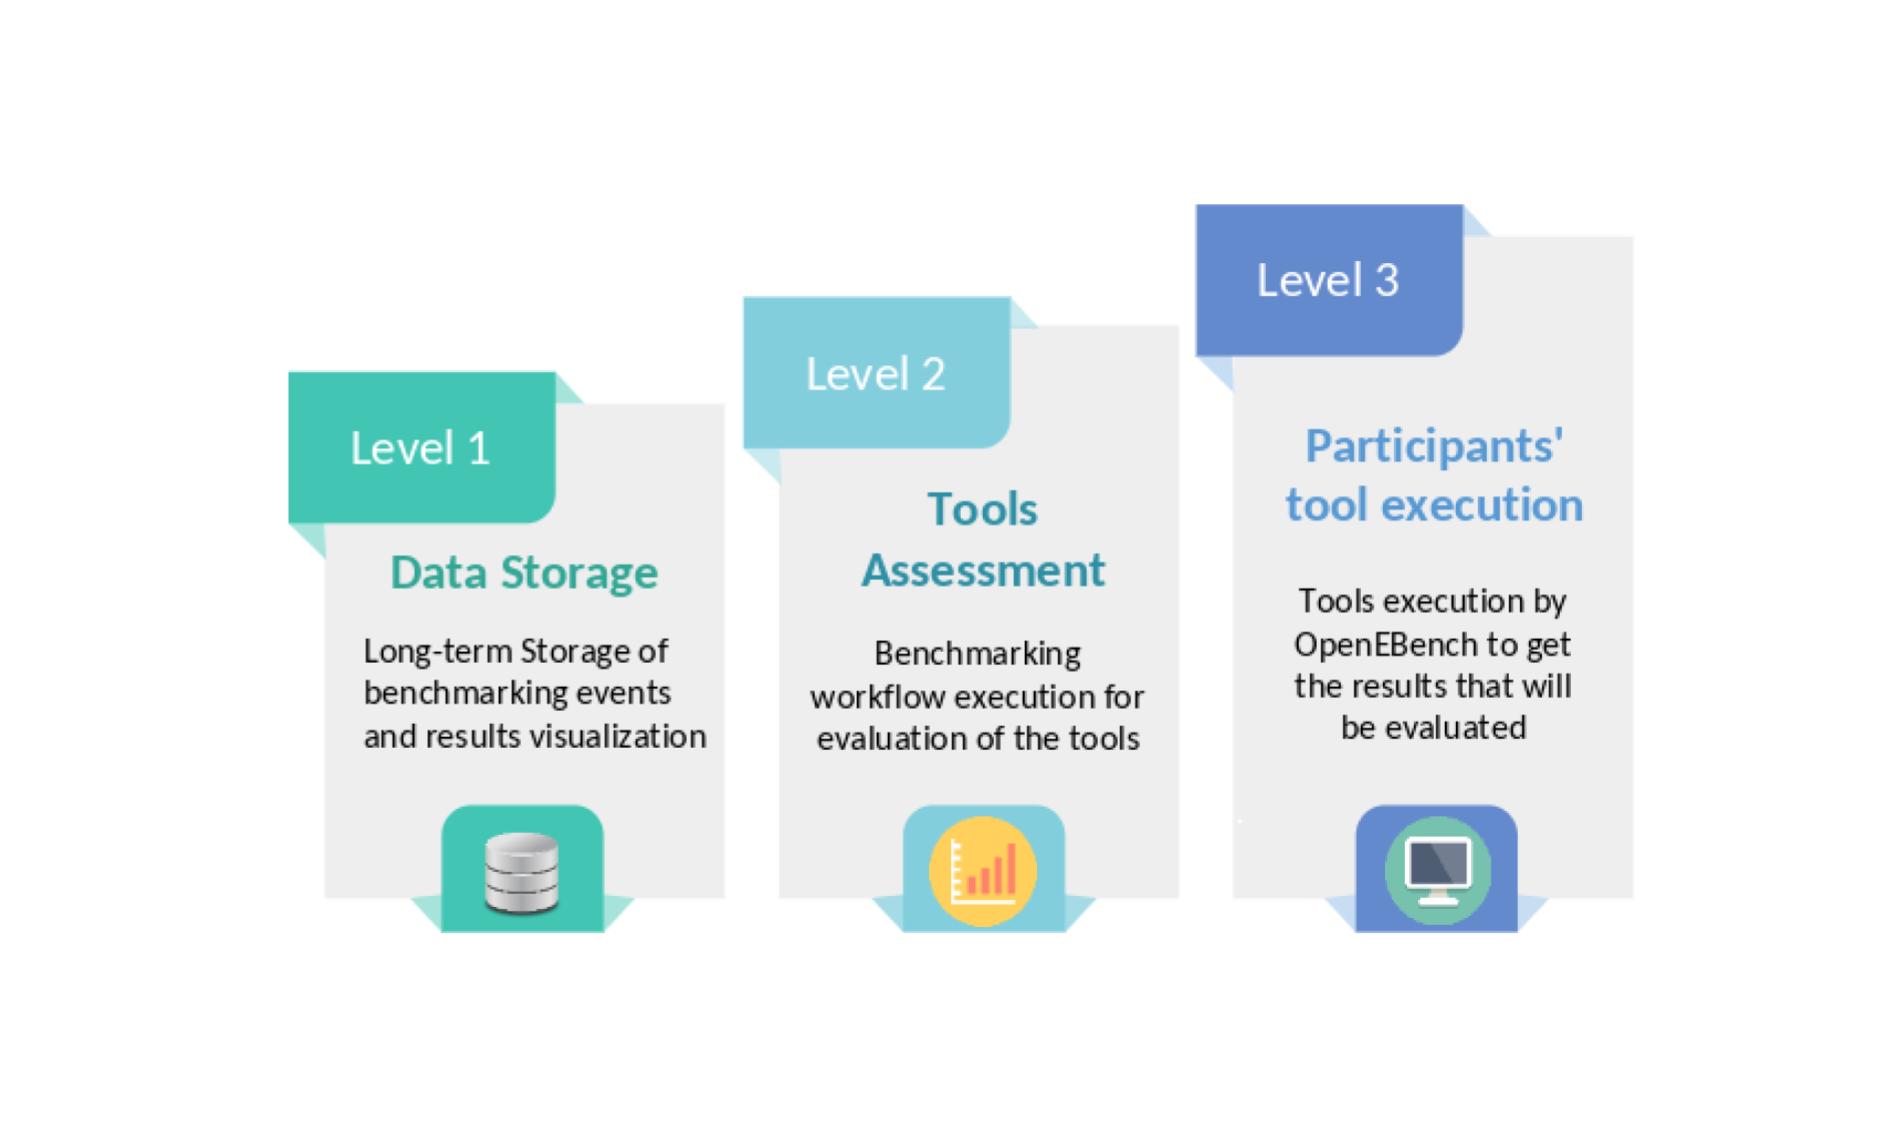 Level 1
Data Storage
Long-term Storage of
benchmarking events
and results visualization
Level 2
Tools
Assessment
Benchmarking
workflow execution for
evaluation of the tools
Level 3
Participants'
tool execution
Tools execution by
OpenEBench to get
the results that will
be evaluated